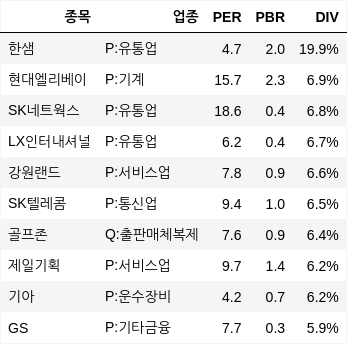 종목 업종 PER PBR DIV
한샘 P:유통업 4.7 2.0 19.9%
현대엘리베이 P:기계 15.7 2.3 6.9%
SK네트웍스 P:유통업 18.6 0.4 6.8%
LX인터내셔널 P:유통업 6.2 0.4 6.7%
강원랜드 P:서비스업 7.8 0.9 6.6%
SK텔레콤 P:통신업 9.4 1.0 6.5%
골프존 Q:출판매체복제 7.6 0.9 6.4%
제일기획 P:서비스업 9.7 1.4 6.2%
기아 P:운수장비 4.2 0.7 6.2%
GS P:기타금융 7.7 0.3 5.9%